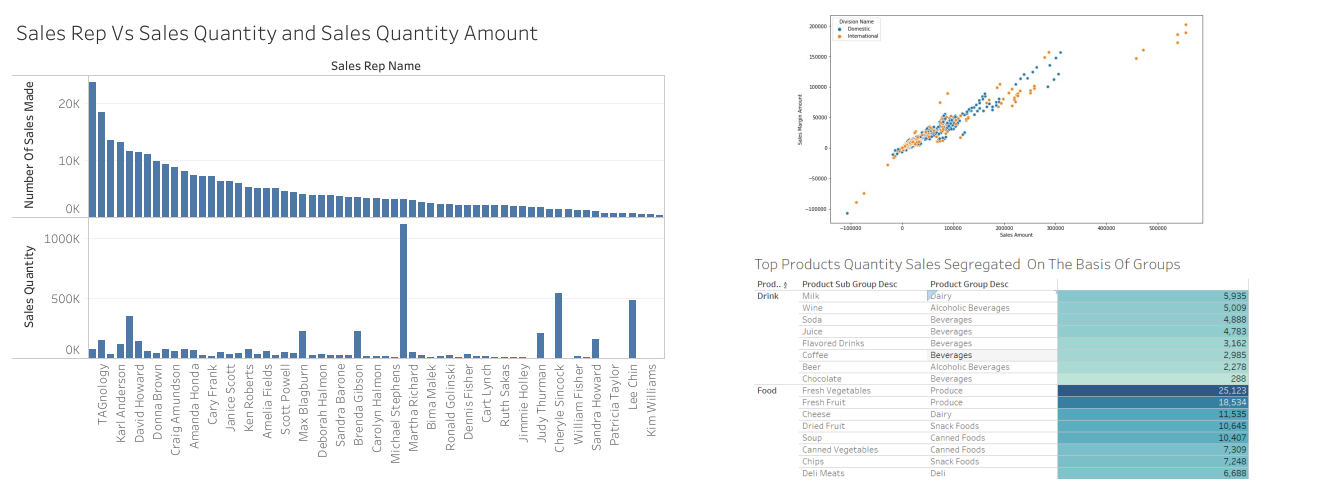 Sales Rep Vs Sales Quantity and Sales Quantity Amount
Sales Rep Name
Number Of Sales Made
20K
10K
0K
Sales Quantity
1000K
500K
0K
TAGnology
Karl Anderson
David Howard
Donna Brown
Craig Amundson
Amanda Honda
Cary Frank
Janice Scott
Ken Roberts
Amelia Fields
Scott Powell
Max Blagburn
Deborah Halmon
Sandra Barone
Brenda Gibson
Carolyn Halmon
Michael Stephens
Martha Richard
Bima Malek
Ronald Golinski
Dennis Fisher
Cart Lynch
Ruth Sakas
Jimmie Holley
Judy Thurman
Cheryle Sincock
William Fisher
Sandra Howard
Patricia Taylor
Lee Chin
Kim Williams
Division Name
Domestic
International
Sales Margin Amount
200000
150000
100000
50000
0
−50000
−100000
−100000 0 100000 200000 300000 400000 500000
Sales Amount
Top Products Quantity Sales Segregated On The Basis Of Groups
Prod.. Product Sub Group Desc Product Group Desc
Drink Milk Dairy 5,935
Wine Alcoholic Beverages 5,009
Soda Beverages 4,888
Juice Beverages 4,783
Flavored Drinks Beverages 3,162
Coffee Beverages 2,985
Beer Alcoholic Beverages 2,278
Chocolate Beverages 288
Food Fresh Vegetables Produce 25,123
Fresh Fruit Produce 18,534
Cheese Dairy 11,535
Dried Fruit Snack Foods 10,645
Soup Canned Foods 10,407
Canned Vegetables Canned Foods 7,309
Chips Snack Foods 7,248
Deli Meats Deli 6,688